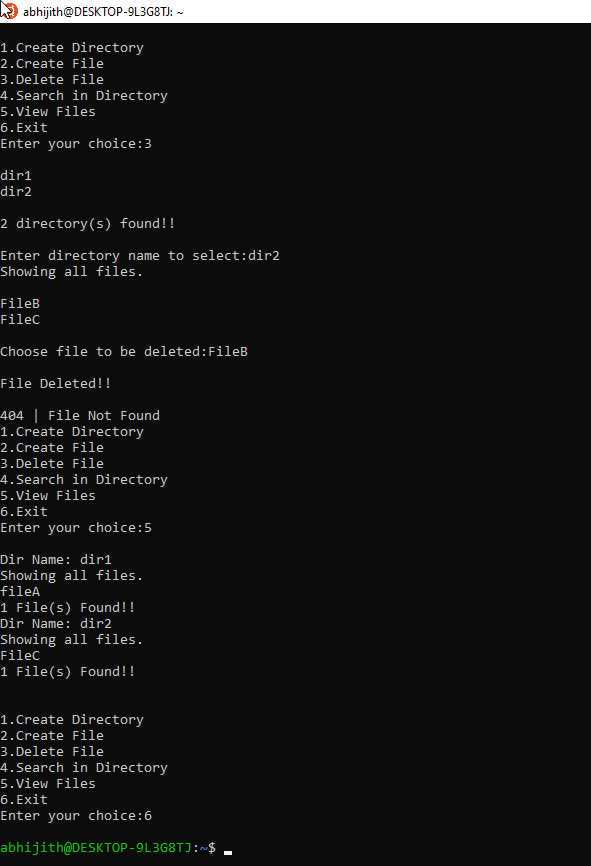 abhijith@DESKTOP-9L3G8TJ: ~
1.Create Directory
2.Create File
3.Delete File
4.Search in Directory
5.View Files
6.Exit
Enter your choice:3
dir1
dir2
2 directory(s) found!!
Enter directory name to select:dir2
Showing all files.
FileB
FileC
Choose file to be deleted:FileB
File Deleted!!
404 | File Not Found
1.Create Directory
2.Create File
3.Delete File
4.Search in Directory
5.View Files
6.Exit
Enter your choice:5
Dir Name: dir1
Showing all files.
fileA
1 File(s) Found!!
Dir Name: dir2
Showing all files.
FileC
1 File(s) Found!!
1.Create Directory
2.Create File
3.Delete File
4.Search in Directory
5.View Files
6.Exit
Enter your choice:6
abhijith@DESKTOP-9L3G8TJ:~$